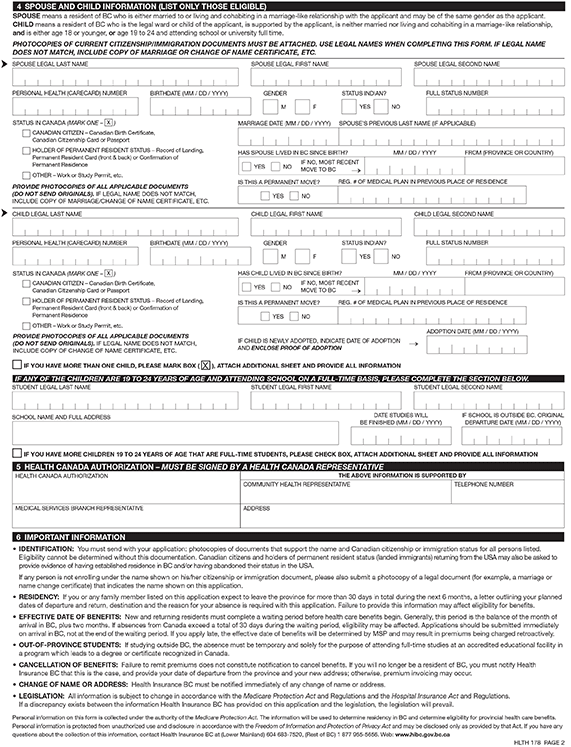 4 SPOUSE AND CHILD INFORMATION (LIST ONLY THOSE ELIGIBLE)
SPOUSE means a resident of BC who is either married to or living and cohabiting in a marriage-like relationship with the applicant and may be of the same gender as the applicant.
CHILD means a resident of BC who is the legal ward or child of the applicant, is supported by the applicant, is neither married nor living and cohabiting in a marriage-like relationship,
and is either age 18 or younger, or age 19 to 24 and attending school or university full time.
PHOTOCOPIES OF CURRENT CITIZENSHIP/IMMIGRATION DOCUMENTS MUST BE ATTACHED. USE LEGAL NAMES WHEN COMPLETING THIS FORM. IF LEGAL NAME
DOES NOT MATCH, INCLUDE COPY OF MARRIAGE OR CHANGE OF NAME CERTIFICATE, ETC.
SPOUSE LEGAL LAST NAME SPOUSE LEGAL FIRST NAME SPOUSE LEGAL SECOND NAME
PERSONAL HEALTH (CARECARD) NUMBER BIRTHDATE (MM / DD / YYYY) GENDER STATUS INDIAN? FULL STATUS NUMBER
M F YES NO
STATUS IN CANADA (MARK ONE – X ) MARRIAGE DATE (MM / DD / YYYY) SPOUSE'S PREVIOUS LAST NAME (IF APPLICABLE)
CANADIAN CITIZEN – Canadian Birth Certificate,
Canadian Citizenship Card or Passport
HOLDER OF PERMANENT RESIDENT STATUS – Record of Landing,
Permanent Resident Card (front & back) or Confirmation of
Permanent Residence
OTHER – Work or Study Permit, etc.
HAS SPOUSE LIVED IN BC SINCE BIRTH? MM / DD / YYYY FROM (PROVINCE OR COUNTRY)
YES NO IF NO, MOST RECENT
MOVE TO BC →
IS THIS A PERMANENT MOVE? REG. # OF MEDICAL PLAN IN PREVIOUS PLACE OF RESIDENCE
YES NO
PROVIDE PHOTOCOPIES OF ALL APPLICABLE DOCUMENTS
(DO NOT SEND ORIGINALS). IF LEGAL NAME DOES NOT MATCH,
INCLUDE COPY OF MARRIAGE/CHANGE OF NAME CERTIFICATE, ETC.
CHILD LEGAL LAST NAME CHILD LEGAL FIRST NAME CHILD LEGAL SECOND NAME
PERSONAL HEALTH (CARECARD) NUMBER BIRTHDATE (MM / DD / YYYY) GENDER STATUS INDIAN? FULL STATUS NUMBER
M F YES NO
STATUS IN CANADA (MARK ONE – X )
CANADIAN CITIZEN – Canadian Birth Certificate,
Canadian Citizenship Card or Passport
HOLDER OF PERMANENT RESIDENT STATUS – Record of Landing,
Permanent Resident Card (front & back) or Confirmation of
Permanent Residence
OTHER – Work or Study Permit, etc.
HAS CHILD LIVED IN BC SINCE BIRTH? MM / DD / YYYY FROM (PROVINCE OR COUNTRY)
YES NO IF NO, MOST RECENT
MOVE TO BC →
IS THIS A PERMANENT MOVE? REG. # OF MEDICAL PLAN IN PREVIOUS PLACE OF RESIDENCE
YES NO
PROVIDE PHOTOCOPIES OF ALL APPLICABLE DOCUMENTS
(DO NOT SEND ORIGINALS). IF LEGAL NAME DOES NOT MATCH,
INCLUDE COPY OF CHANGE OF NAME CERTIFICATE, ETC.
ADOPTION DATE (MM / DD / YYYY)
IF CHILD IS NEWLY ADOPTED, INDICATE DATE OF ADOPTION
AND ENCLOSE PROOF OF ADOPTION →
IF YOU HAVE MORE THAN ONE CHILD, PLEASE MARK BOX ( X ), ATTACH ADDITIONAL SHEET AND PROVIDE ALL INFORMATION
IF ANY OF THE CHILDREN ARE 19 TO 24 YEARS OF AGE AND ATTENDING SCHOOL ON A FULL-TIME BASIS, PLEASE COMPLETE THE SECTION BELOW.
STUDENT LEGAL LAST NAME STUDENT LEGAL FIRST NAME STUDENT LEGAL SECOND NAME
SCHOOL NAME AND FULL ADDRESS DATE STUDIES WILL
BE FINISHED (MM / DD / YYYY) IF SCHOOL IS OUTSIDE BC, ORIGINAL
DEPARTURE DATE (MM / DD / YYYY)
IF YOU HAVE MORE CHILDREN 19 TO 24 YEARS OF AGE THAT ARE FULL-TIME STUDENTS, PLEASE CHECK BOX, ATTACH ADDITIONAL SHEET AND PROVIDE ALL INFORMATION
5 HEALTH CANADA AUTHORIZATION – MUST BE SIGNED BY A HEALTH CANADA REPRESENTATIVE
HEALTH CANADA AUTHORIZATION THE ABOVE INFORMATION IS SUPPORTED BY
COMMUNITY HEALTH REPRESENTATIVE TELEPHONE NUMBER
MEDICAL SERVICES BRANCH REPRESENTATIVE ADDRESS
6 IMPORTANT INFORMATION
• IDENTIFICATION: You must send with your application; photocopies of documents that support the name and Canadian citizenship or immigration status for all persons listed.
Eligibility cannot be determined without this documentation. Canadian citizens and holders of permanent resident status (landed immigrants) returning from the USA may also be asked to
provide evidence of having established residence in BC and/or having abandoned their status in the USA.
If any person is not enrolling under the name shown on his/her citizenship or immigration document, please also submit a photocopy of a legal document (for example, a marriage or
name change certificate) that indicates the name shown on this application.
• RESIDENCY: If you or any family member listed on this application expect to leave the province for more than 30 days in total during the next 6 months, a letter outlining your planned
dates of departure and return, destination and the reason for your absence is required with this application. Failure to provide this information may affect eligibility for benefits.
• EFFECTIVE DATE OF BENEFITS: New and returning residents must complete a waiting period before health care benefits begin. Generally, this period is the balance of the month of
arrival in BC, plus two months. If absences from Canada exceed a total of 30 days during the waiting period, eligibility may be affected. Applications should be submitted immediately
on arrival in BC, not at the end of the waiting period. If you apply late, the effective date of benefits will be determined by MSP and may result in premiums being charged retroactively.
• OUT-OF-PROVINCE STUDENTS: If studying outside BC, the absence must be temporary and solely for the purpose of attending full-time studies at an accredited educational facility in
a program which leads to a degree or certificate recognized in Canada.
• CANCELLATION OF BENEFITS: Failure to remit premiums does not constitute notification to cancel benefits. If you will no longer be a resident of BC, you must notify Health
Insurance BC that this is the case, and provide your date of departure from the province and your new address; otherwise, premium invoicing may occur.
• CHANGE OF NAME OR ADDRESS: Health Insurance BC must be notified immediately of any change of name or address.
• LEGISLATION: All information is subject to change in accordance with the Medicare Protection Act and Regulations and the Hospital Insurance Act and Regulations.
If a discrepancy exists between the information Health Insurance BC has provided on this application and the legislation, the legislation will prevail.
Personal information on this form is collected under the authority of the Medicare Protection Act. The information will be used to determine residency in BC and determine eligibility for provincial health care benefits.
Personal information is protected from unauthorized use and disclosure in accordance with the Freedom of Information and Protection of Privacy Act and may be disclosed only as provided by that Act. If you have any
questions about the collection of this information, contact Health Insurance BC at (Lower Mainland) 604 683-7520, (Rest of BC) 1 877 955-5656. Web: www.hibc.gov.bc.ca
HLTH 118 PAGE 2